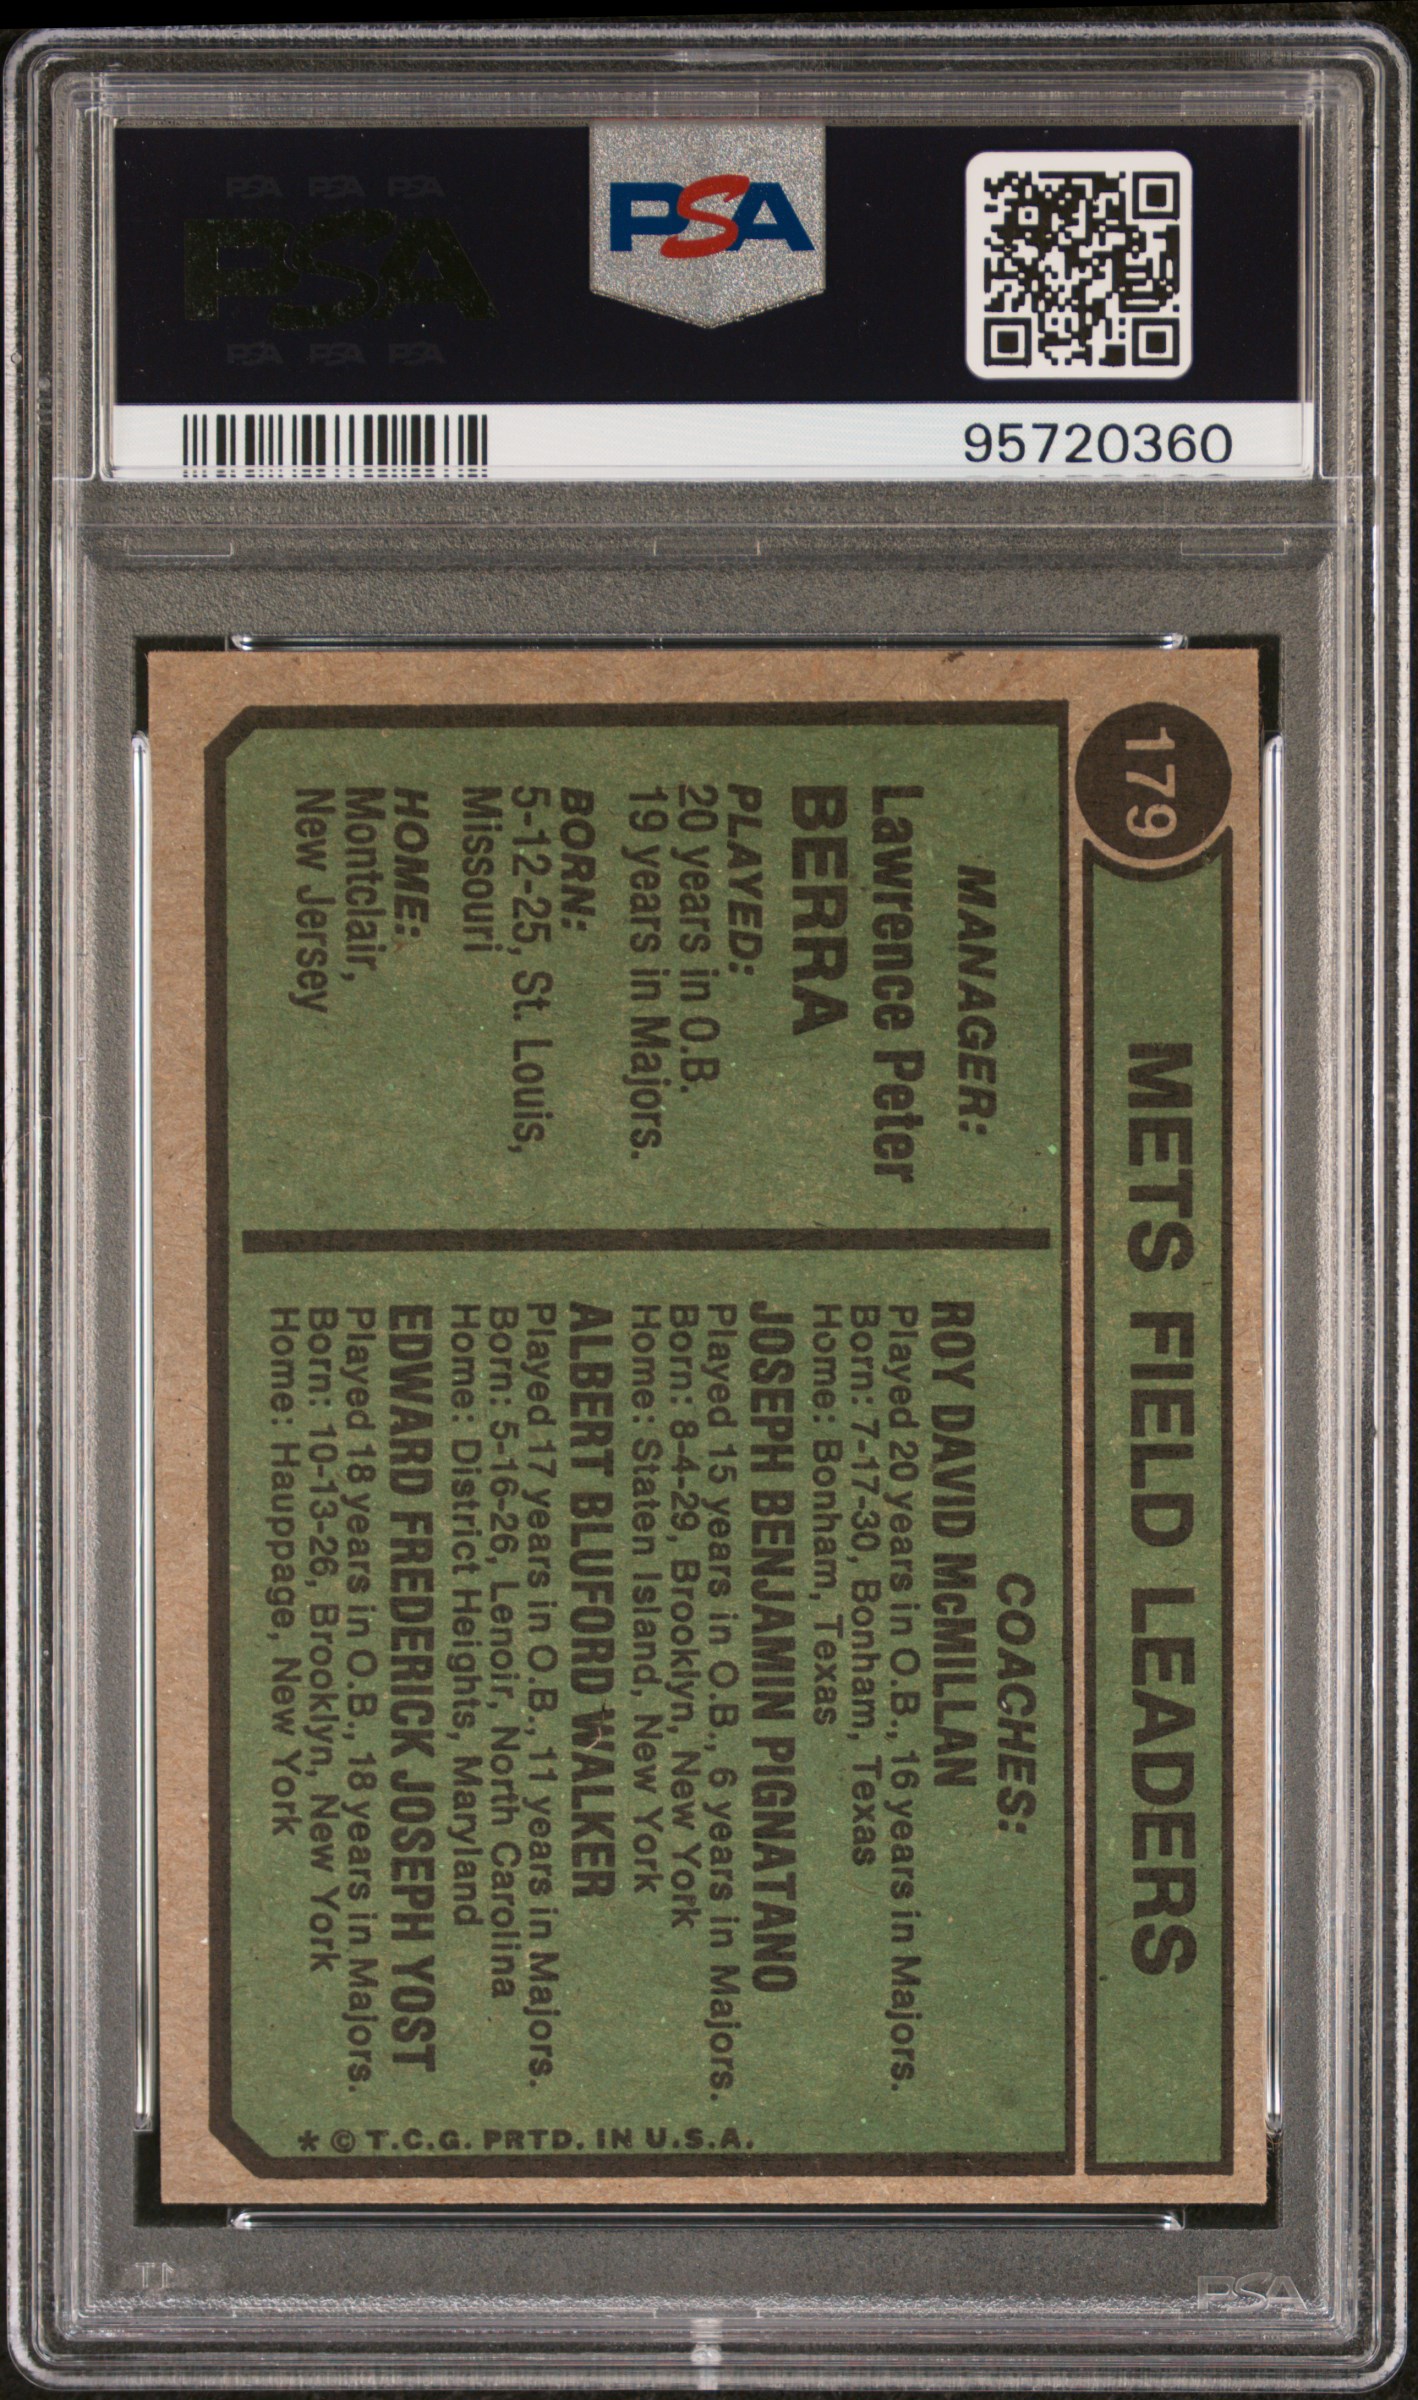 PSA PSA PSA
PSA
PSA PSA PSA
PSA
95720360
179
METS FIELD LEADERS
MANAGER:
Lawrence Peter
BERRA
PLAYED:
20 years in O.B.
19 years in Majors.
BORN:
5-12-25, St. Louis,
Missouri
HOME:
Montclair,
New Jersey
COACHES:
ROY DAVID McMILLAN
Played 20 years in O.B., 16 years in Majors.
Born: 7-17-30, Bonham, Texas
Home: Bonham, Texas
JOSEPH BENJAMIN PIGNATANO
Played 15 years in O.B., 6 years in Majors.
Born: 8-4-29, Brooklyn, New York
Home: Staten Island, New York
ALBERT BLUFORD WALKER
Played 17 years in O.B., 11 years in Majors.
Born: 5-16-26, Lenoir, North Carolina
Home: District Heights, Maryland
EDWARD FREDERICK JOSEPH YOST
Played 18 years in O.B., 18 years in Majors.
Born: 10-13-26, Brooklyn, New York
Home: Hauppage, New York
* © T.C.G. PRTD. IN U.S.A.
PSA